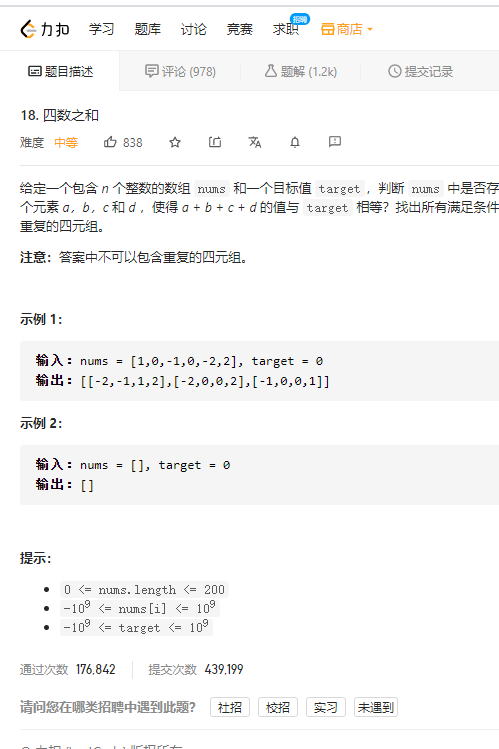 力扣 学习 题库 讨论 竞赛 求职 招聘 商店
题目描述 评论 (978) 题解 (1.2k) 提交记录
18. 四数之和
难度 中等 838
给定一个包含 n 个整数的数组 nums 和一个目标值 target ，判断 nums 中是否存
个元素 a，b，c 和 d ，使得 a + b + c + d 的值与 target 相等？找出所有满足条件
重复的四元组。
注意：答案中不可以包含重复的四元组。
示例 1：
输入：nums = [1,0,-1,0,-2,2], target = 0
输出：[[-2,-1,1,2],[-2,0,0,2],[-1,0,0,1]]
示例 2：
输入：nums = [], target = 0
输出：[]
提示：
0 <= nums.length <= 200
-10⁹ <= nums[i] <= 10⁹
-10⁹ <= target <= 10⁹
通过次数 176,842 提交次数 439,199
请问您在哪类招聘中遇到此题？ 社招 校招 实习 未遇到